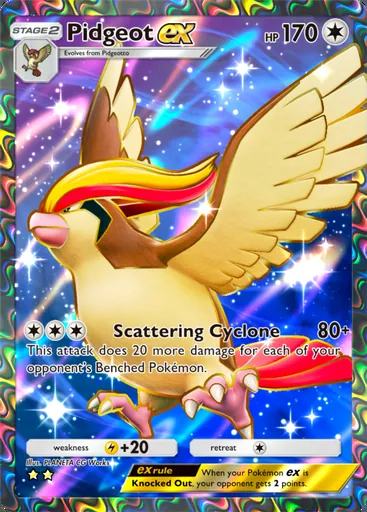 STAGE 2 Pidgeot ex HP 170
Evolves from Pidgeotto
Scattering Cyclone 80+
This attack does 20 more damage for each of your
opponent's Benched Pokémon.
weakness +20 retreat
Illus. PLANETA CG Works
ex rule When your Pokémon ex is
Knocked Out, your opponent gets 2 points.